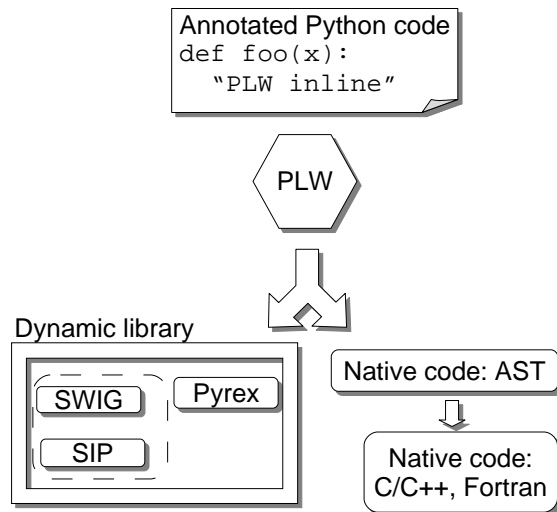 Annotated Python code
def foo(x):
“PLW inline”
PLW
Dynamic library
SWIG
Pyrex
SIP
Native code: AST
Native code:
C/C++, Fortran